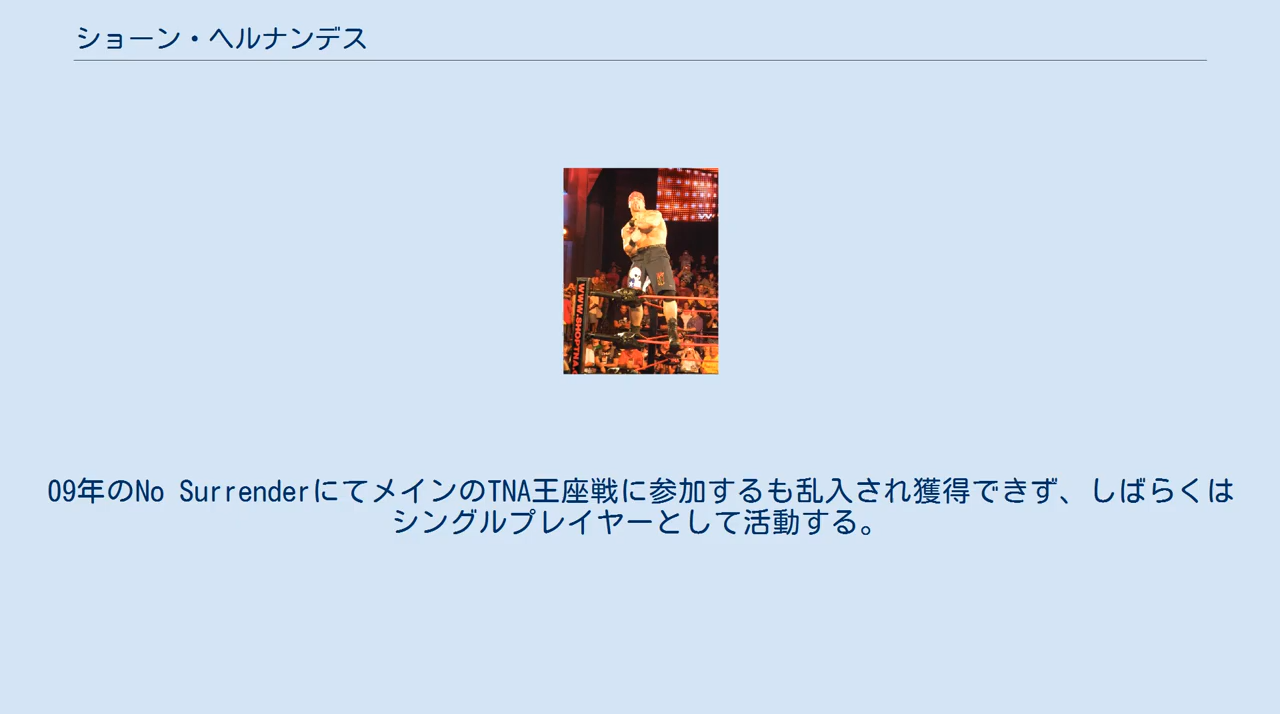 ショーン・ヘルナンデス
WWW.SHOPTNA.
09年のNo SurrenderにてメインのTNA王座戦に参加するも乱入され獲得できず、しばらくは
シングルプレイヤーとして活動する。